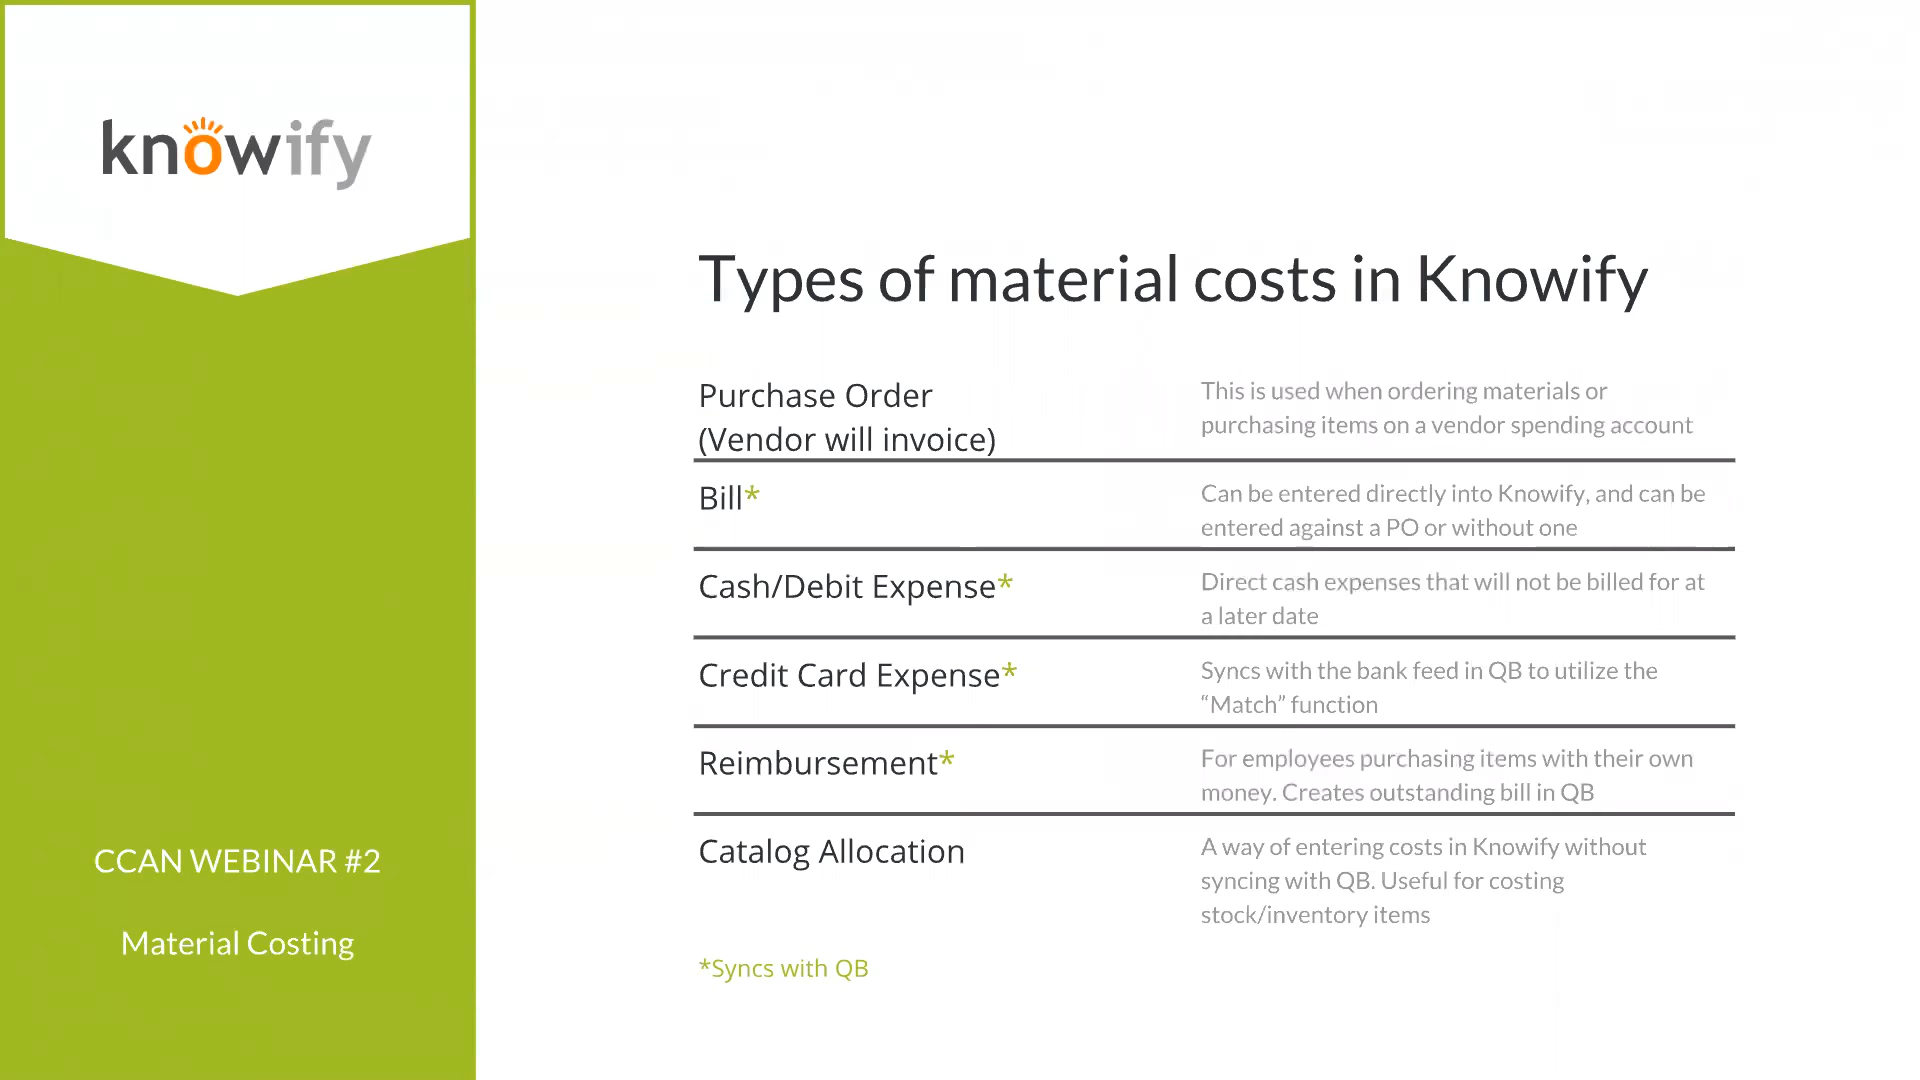 knowify
CCAN WEBINAR #2
Material Costing
Types of material costs in Knowify
Purchase Order
(Vendor will invoice)
This is used when ordering materials or
purchasing items on a vendor spending account
Bill*
Can be entered directly into Knowify, and can be
entered against a PO or without one
Cash/Debit Expense*
Direct cash expenses that will not be billed for at
a later date
Credit Card Expense*
Syncs with the bank feed in QB to utilize the
“Match” function
Reimbursement*
For employees purchasing items with their own
money. Creates outstanding bill in QB
Catalog Allocation
A way of entering costs in Knowify without
syncing with QB. Useful for costing
stock/inventory items
*Syncs with QB